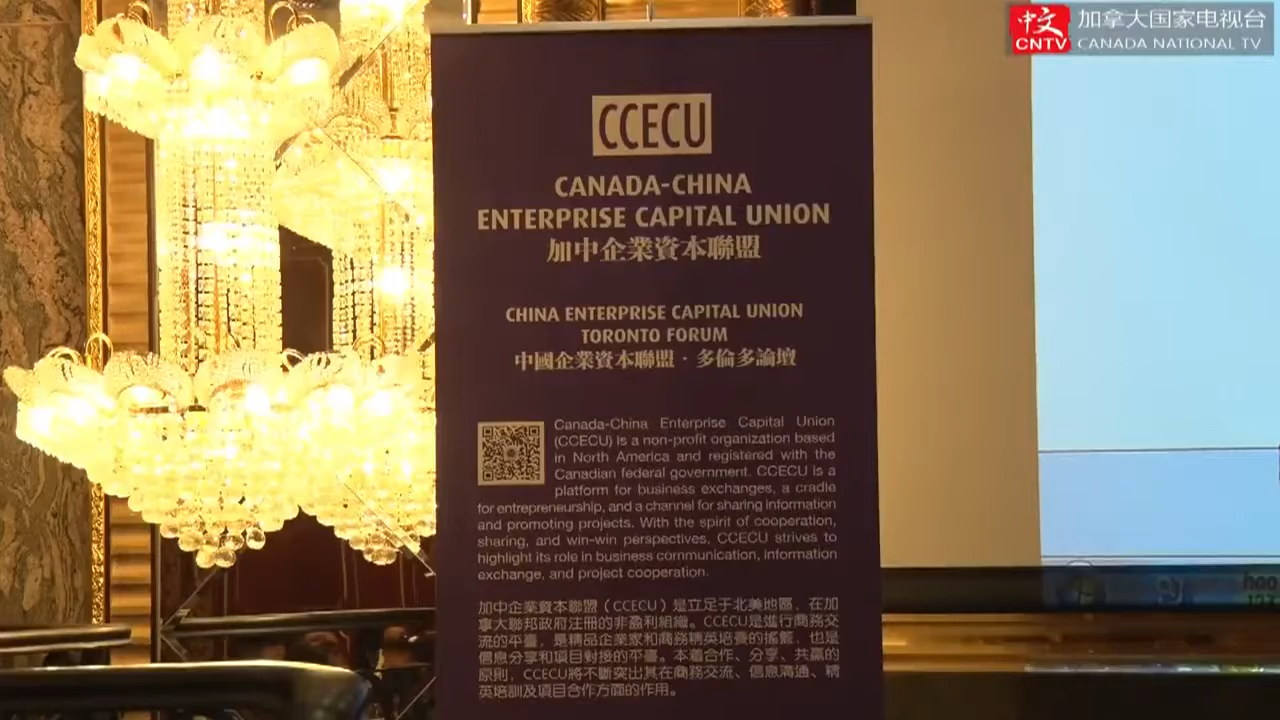 中文
CNTV
加拿大国家电视台
CANADA NATIONAL TV
CCECU
CANADA-CHINA
ENTERPRISE CAPITAL UNION
加中企業資本聯盟
CHINA ENTERPRISE CAPITAL UNION
TORONTO FORUM
中國企業資本聯盟·多倫多論壇
Canada-China Enterprise Capital Union
(CCECU) is a non-profit organization based
in North America and registered with the
Canadian federal government. CCECU is a
platform for business exchanges, a cradle
for entrepreneurship, and a channel for sharing information
and promoting projects. With the spirit of cooperation,
sharing, and win-win perspectives, CCECU strives to
highlight its role in business communication, information
exchange, and project cooperation.
加中企業資本聯盟（CCECU）是立足于北美地區、在加
拿大聯邦政府注冊的非盈利組織。CCECU是進行商務交
流的平臺，是精品企業家和商務精英培養的搖籃，也是
信息分享和項目對接的平臺。本着合作、分享、共贏的
原則，CCECU將不斷突出其在商務交流、信息溝通、精
英培訓及項目合作方面的作用。